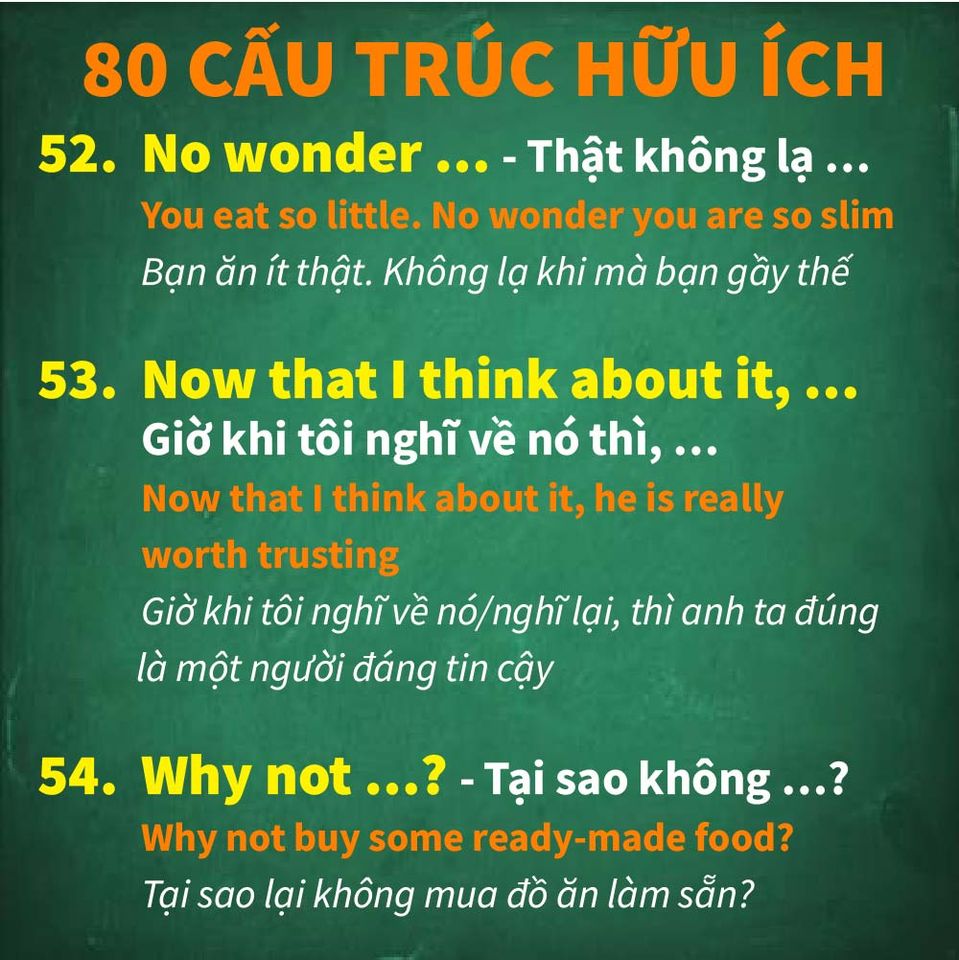 80 CẤU TRÚC HỮU ÍCH
52. No wonder ... - Thật không lạ ...
You eat so little. No wonder you are so slim
Bạn ăn ít thật. Không lạ khi mà bạn gầy thế
53. Now that I think about it, ...
Giờ khi tôi nghĩ về nó thì, ...
Now that I think about it, he is really
worth trusting
Giờ khi tôi nghĩ về nó/nghĩ lại, thì anh ta đúng
là một người đáng tin cậy
54. Why not ...? - Tại sao không ...?
Why not buy some ready-made food?
Tại sao lại không mua đồ ăn làm sẵn?